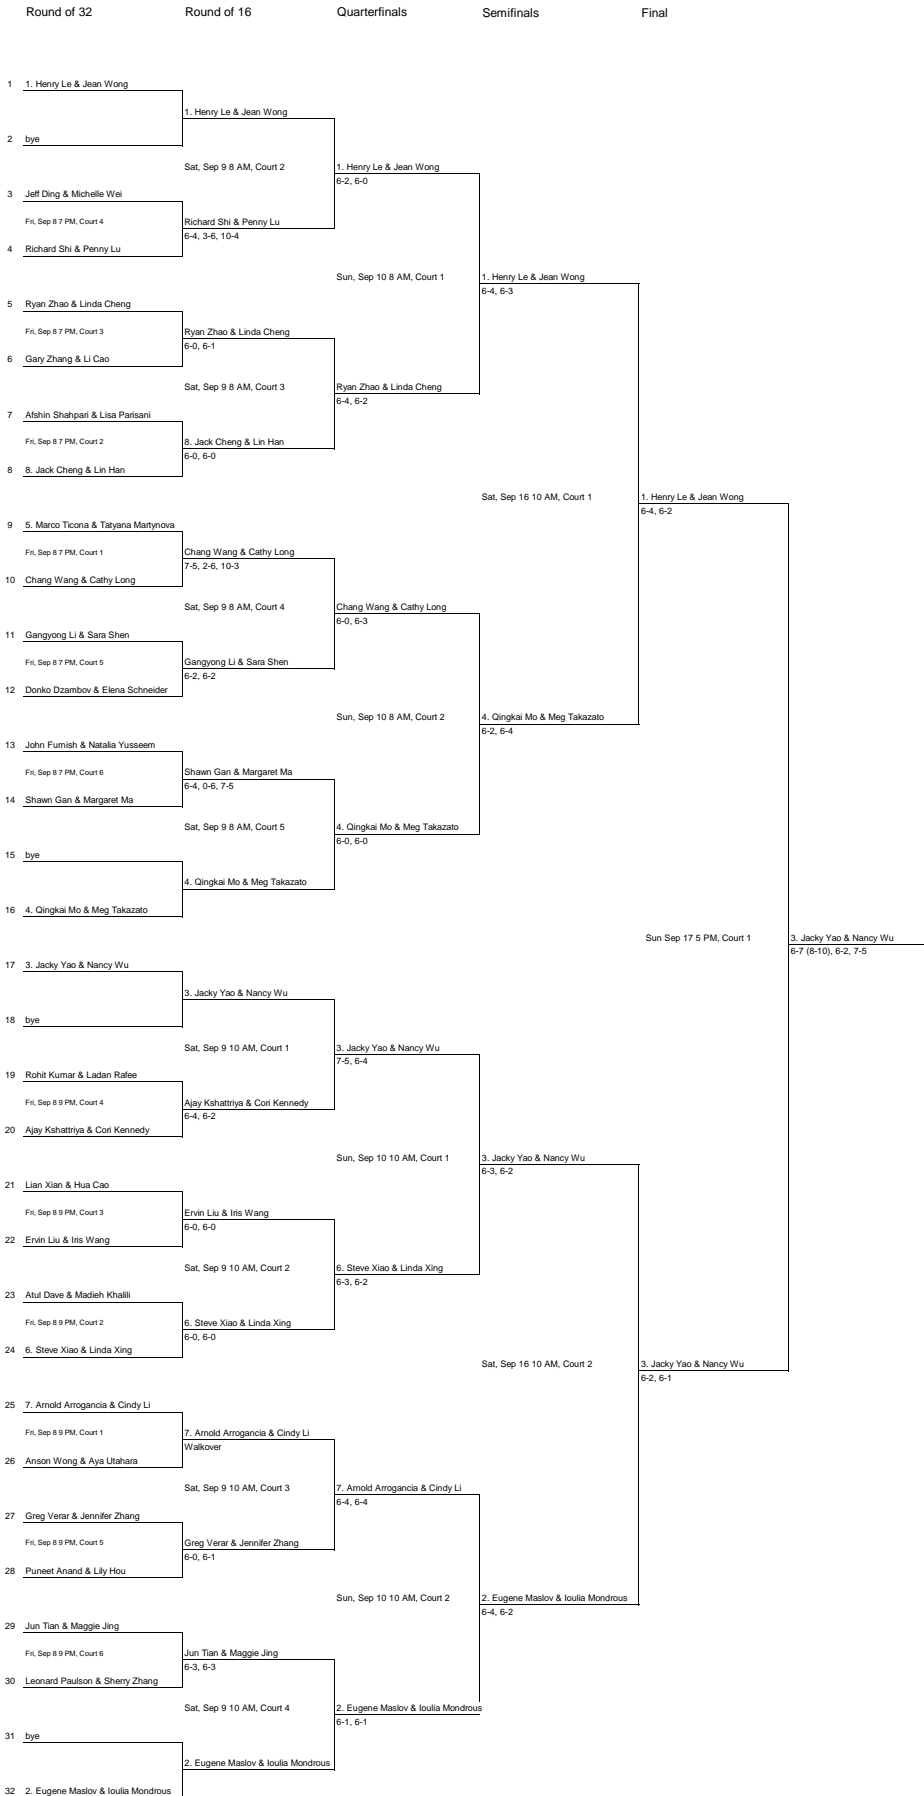 Round of 32 Round of 16 Quarterfinals Semifinals Final
1 1. Henry Le & Jean Wong
1. Henry Le & Jean Wong
2 bye
Sat, Sep 9 8 AM, Court 2 1. Henry Le & Jean Wong
6-2, 6-0
3 Jeff Ding & Michelle Wei
Fri, Sep 8 7 PM, Court 4 Richard Shi & Penny Lu
6-4, 3-6, 10-4
4 Richard Shi & Penny Lu
Sun, Sep 10 8 AM, Court 1 1. Henry Le & Jean Wong
6-4, 6-3
5 Ryan Zhao & Linda Cheng
Fri, Sep 8 7 PM, Court 3 Ryan Zhao & Linda Cheng
6-0, 6-1
6 Gary Zhang & Li Cao
Sat, Sep 9 8 AM, Court 3 Ryan Zhao & Linda Cheng
6-4, 6-2
7 Afshin Shahpari & Lisa Parisani
Fri, Sep 8 7 PM, Court 2 8. Jack Cheng & Lin Han
6-0, 6-0
8 8. Jack Cheng & Lin Han
Sat, Sep 16 10 AM, Court 1 1. Henry Le & Jean Wong
6-4, 6-2
9 5. Marco Ticona & Tatyana Martynova
Fri, Sep 8 7 PM, Court 1 Chang Wang & Cathy Long
7-5, 2-6, 10-3
10 Chang Wang & Cathy Long
Sat, Sep 9 8 AM, Court 4 Chang Wang & Cathy Long
6-0, 6-3
11 Gangyong Li & Sara Shen
Fri, Sep 8 7 PM, Court 5 Gangyong Li & Sara Shen
6-2, 6-2
12 Donko Dzambov & Elena Schneider
Sun, Sep 10 8 AM, Court 2 4. Qingkai Mo & Meg Takazato
6-2, 6-4
13 John Furnish & Natalia Yusseem
Fri, Sep 8 7 PM, Court 6 Shawn Gan & Margaret Ma
6-4, 0-6, 7-5
14 Shawn Gan & Margaret Ma
Sat, Sep 9 8 AM, Court 5 4. Qingkai Mo & Meg Takazato
6-0, 6-0
15 bye
4. Qingkai Mo & Meg Takazato
16 4. Qingkai Mo & Meg Takazato
Sun Sep 17 5 PM, Court 1 3. Jacky Yao & Nancy Wu
6-7 (8-10), 6-2, 7-5
17 3. Jacky Yao & Nancy Wu
3. Jacky Yao & Nancy Wu
18 bye
Sat, Sep 9 10 AM, Court 1 3. Jacky Yao & Nancy Wu
7-5, 6-4
19 Rohit Kumar & Ladan Rafee
Fri, Sep 8 9 PM, Court 4 Ajay Kshattriya & Cori Kennedy
6-4, 6-2
20 Ajay Kshattriya & Cori Kennedy
Sun, Sep 10 10 AM, Court 1 3. Jacky Yao & Nancy Wu
6-3, 6-2
21 Lian Xian & Hua Cao
Fri, Sep 8 9 PM, Court 3 Ervin Liu & Iris Wang
6-0, 6-0
22 Ervin Liu & Iris Wang
Sat, Sep 9 10 AM, Court 2 6. Steve Xiao & Linda Xing
6-3, 6-2
23 Atul Dave & Madieh Khalili
Fri, Sep 8 9 PM, Court 2 6. Steve Xiao & Linda Xing
6-0, 6-0
24 6. Steve Xiao & Linda Xing
Sat, Sep 16 10 AM, Court 2 3. Jacky Yao & Nancy Wu
6-2, 6-1
25 7. Arnold Arrogancia & Cindy Li
Fri, Sep 8 9 PM, Court 1 7. Arnold Arrogancia & Cindy Li
Walkover
26 Anson Wong & Aya Utahara
Sat, Sep 9 10 AM, Court 3 7. Arnold Arrogancia & Cindy Li
6-4, 6-4
27 Greg Verar & Jennifer Zhang
Fri, Sep 8 9 PM, Court 5 Greg Verar & Jennifer Zhang
6-0, 6-1
28 Puneet Anand & Lily Hou
Sun, Sep 10 10 AM, Court 2 2. Eugene Maslov & Ioulia Mondrous
6-4, 6-2
29 Jun Tian & Maggie Jing
Fri, Sep 8 9 PM, Court 6 Jun Tian & Maggie Jing
6-3, 6-3
30 Leonard Paulson & Sherry Zhang
Sat, Sep 9 10 AM, Court 4 2. Eugene Maslov & Ioulia Mondrous
6-1, 6-1
31 bye
2. Eugene Maslov & Ioulia Mondrous
32 2. Eugene Maslov & Ioulia Mondrous